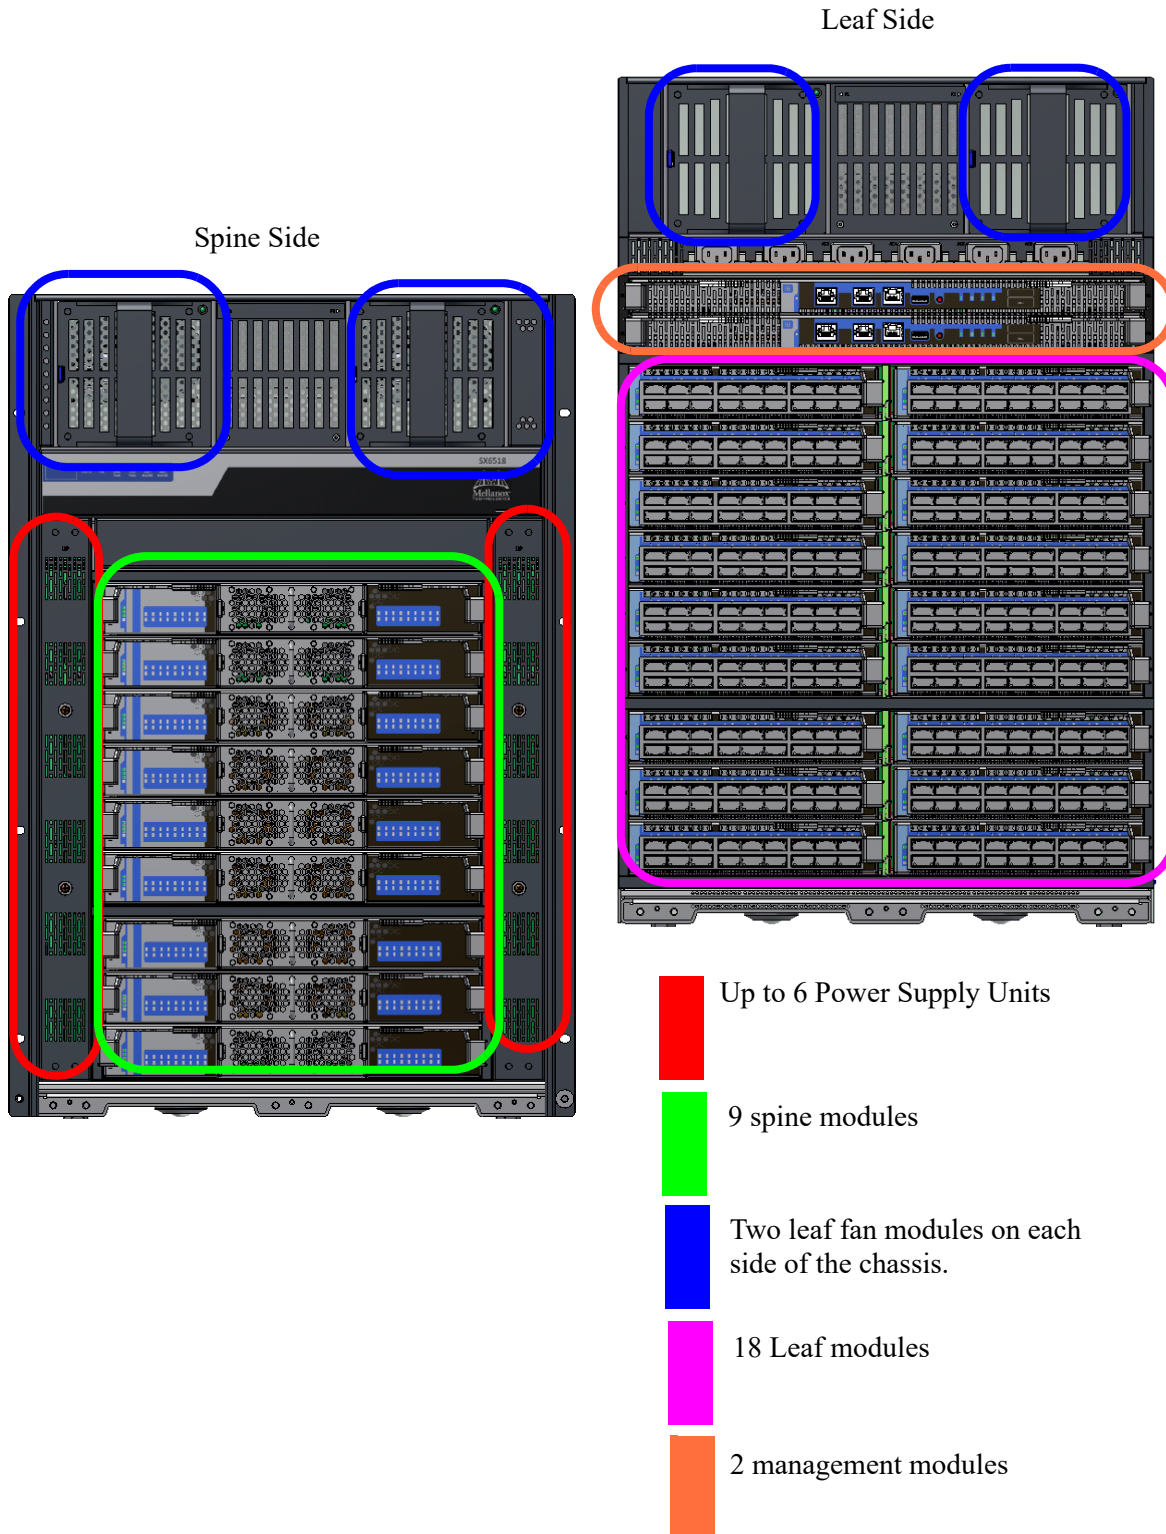 Leaf Side
Spine Side
SX6518
Mellanox
TECHNOLOGIES
Up to 6 Power Supply Units
9 spine modules
Two leaf fan modules on each
side of the chassis.
18 Leaf modules
2 management modules